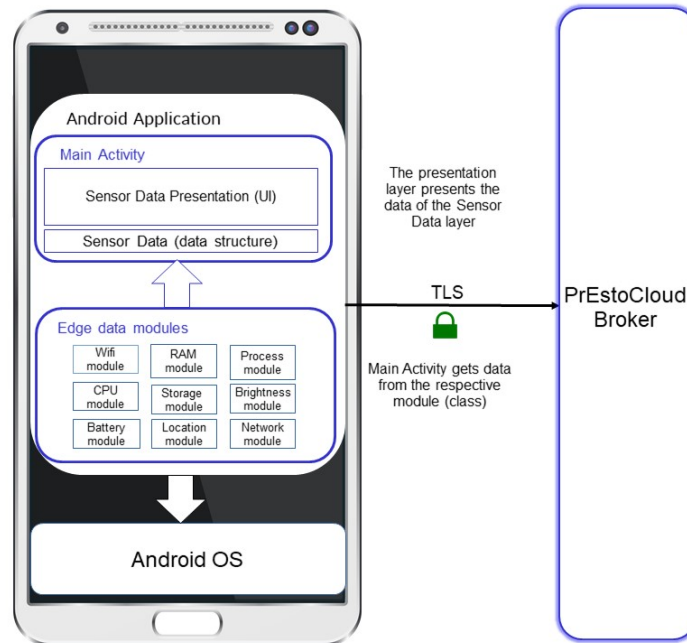 Android Application
Main Activity
Sensor Data Presentation (UI)
Sensor Data (data structure)
Edge data modules
Wifi
module
RAM
module
Process
module
CPU
module
Storage
module
Brightness
module
Battery
module
Location
module
Network
module
Android OS
The presentation
layer presents the
data of the Sensor
Data layer
TLS
Main Activity gets data
from the respective
module (class)
PrEstoCloud
Broker